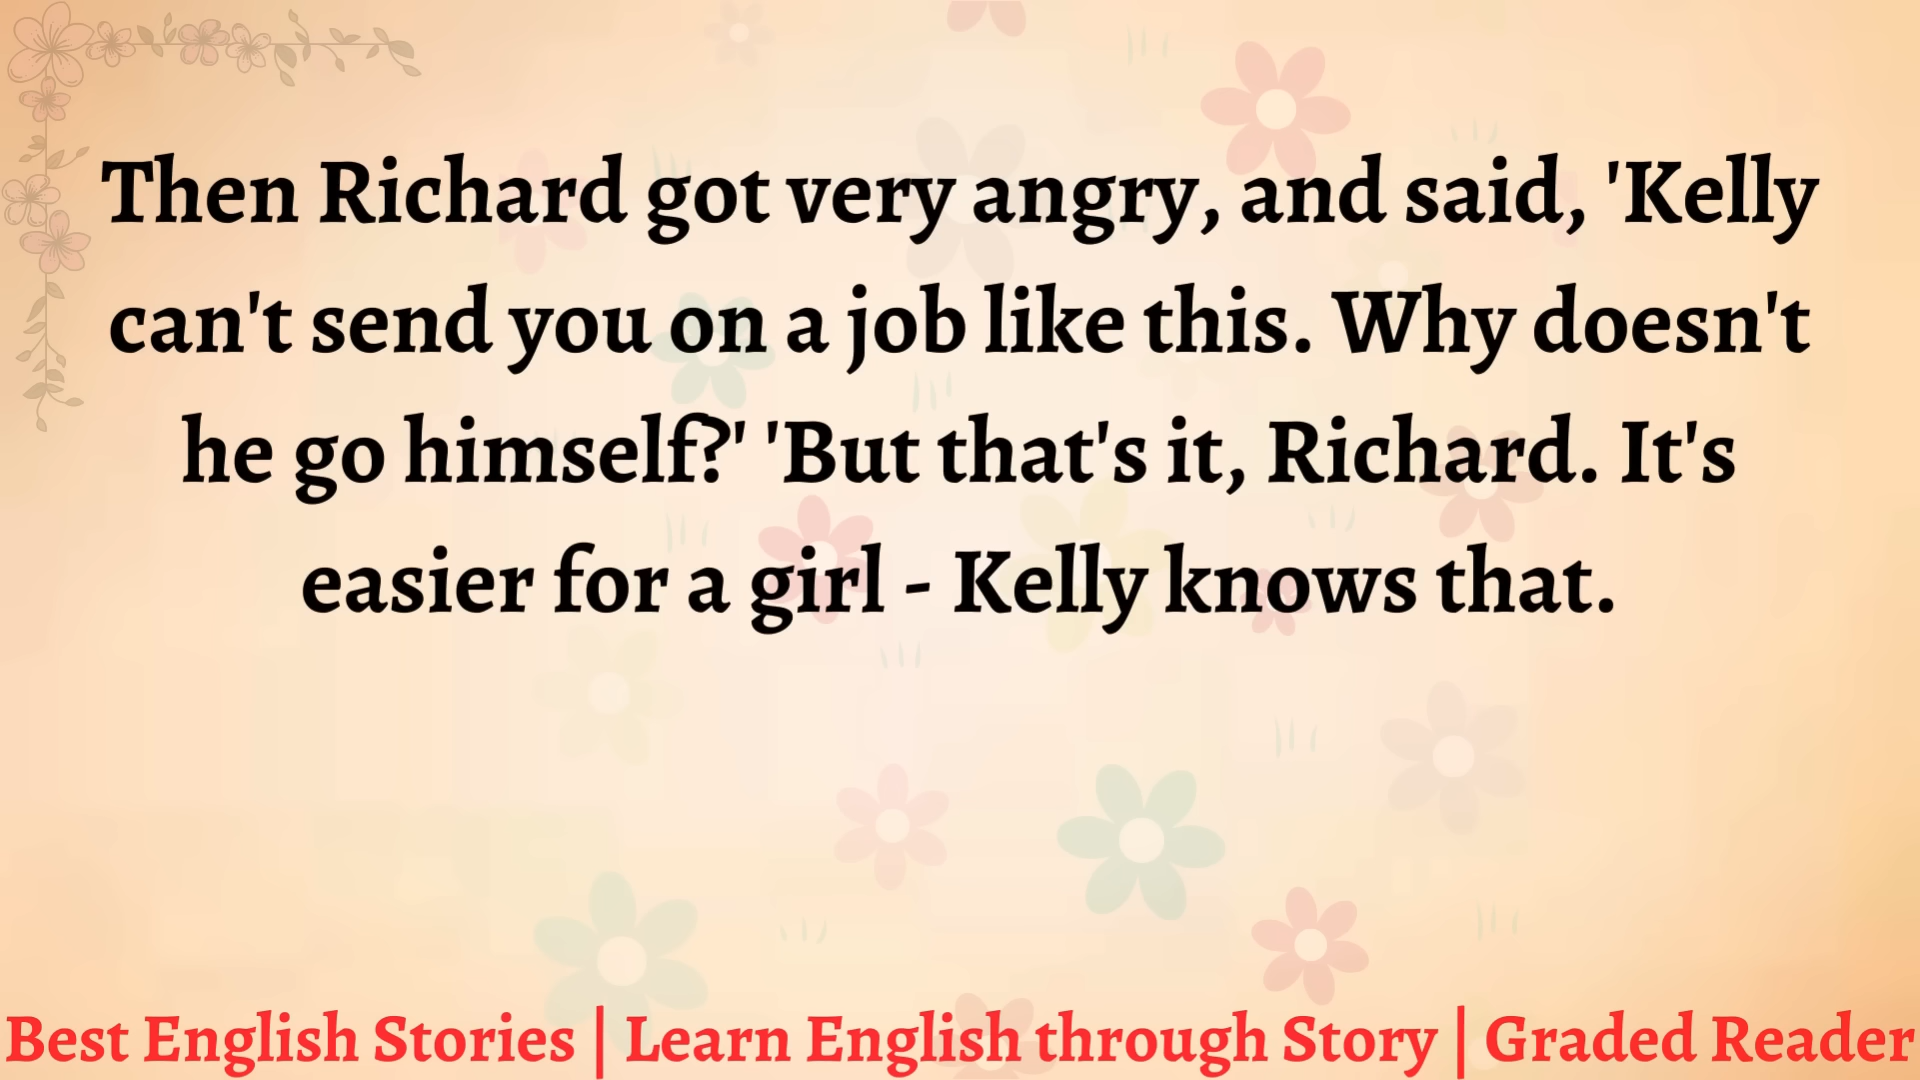 Then Richard got very angry, and said, 'Kelly
can't send you on a job like this. Why doesn't
he go himself?' 'But that's it, Richard. It's
easier for a girl - Kelly knows that.
Best English Stories | Learn English through Story | Graded Reader